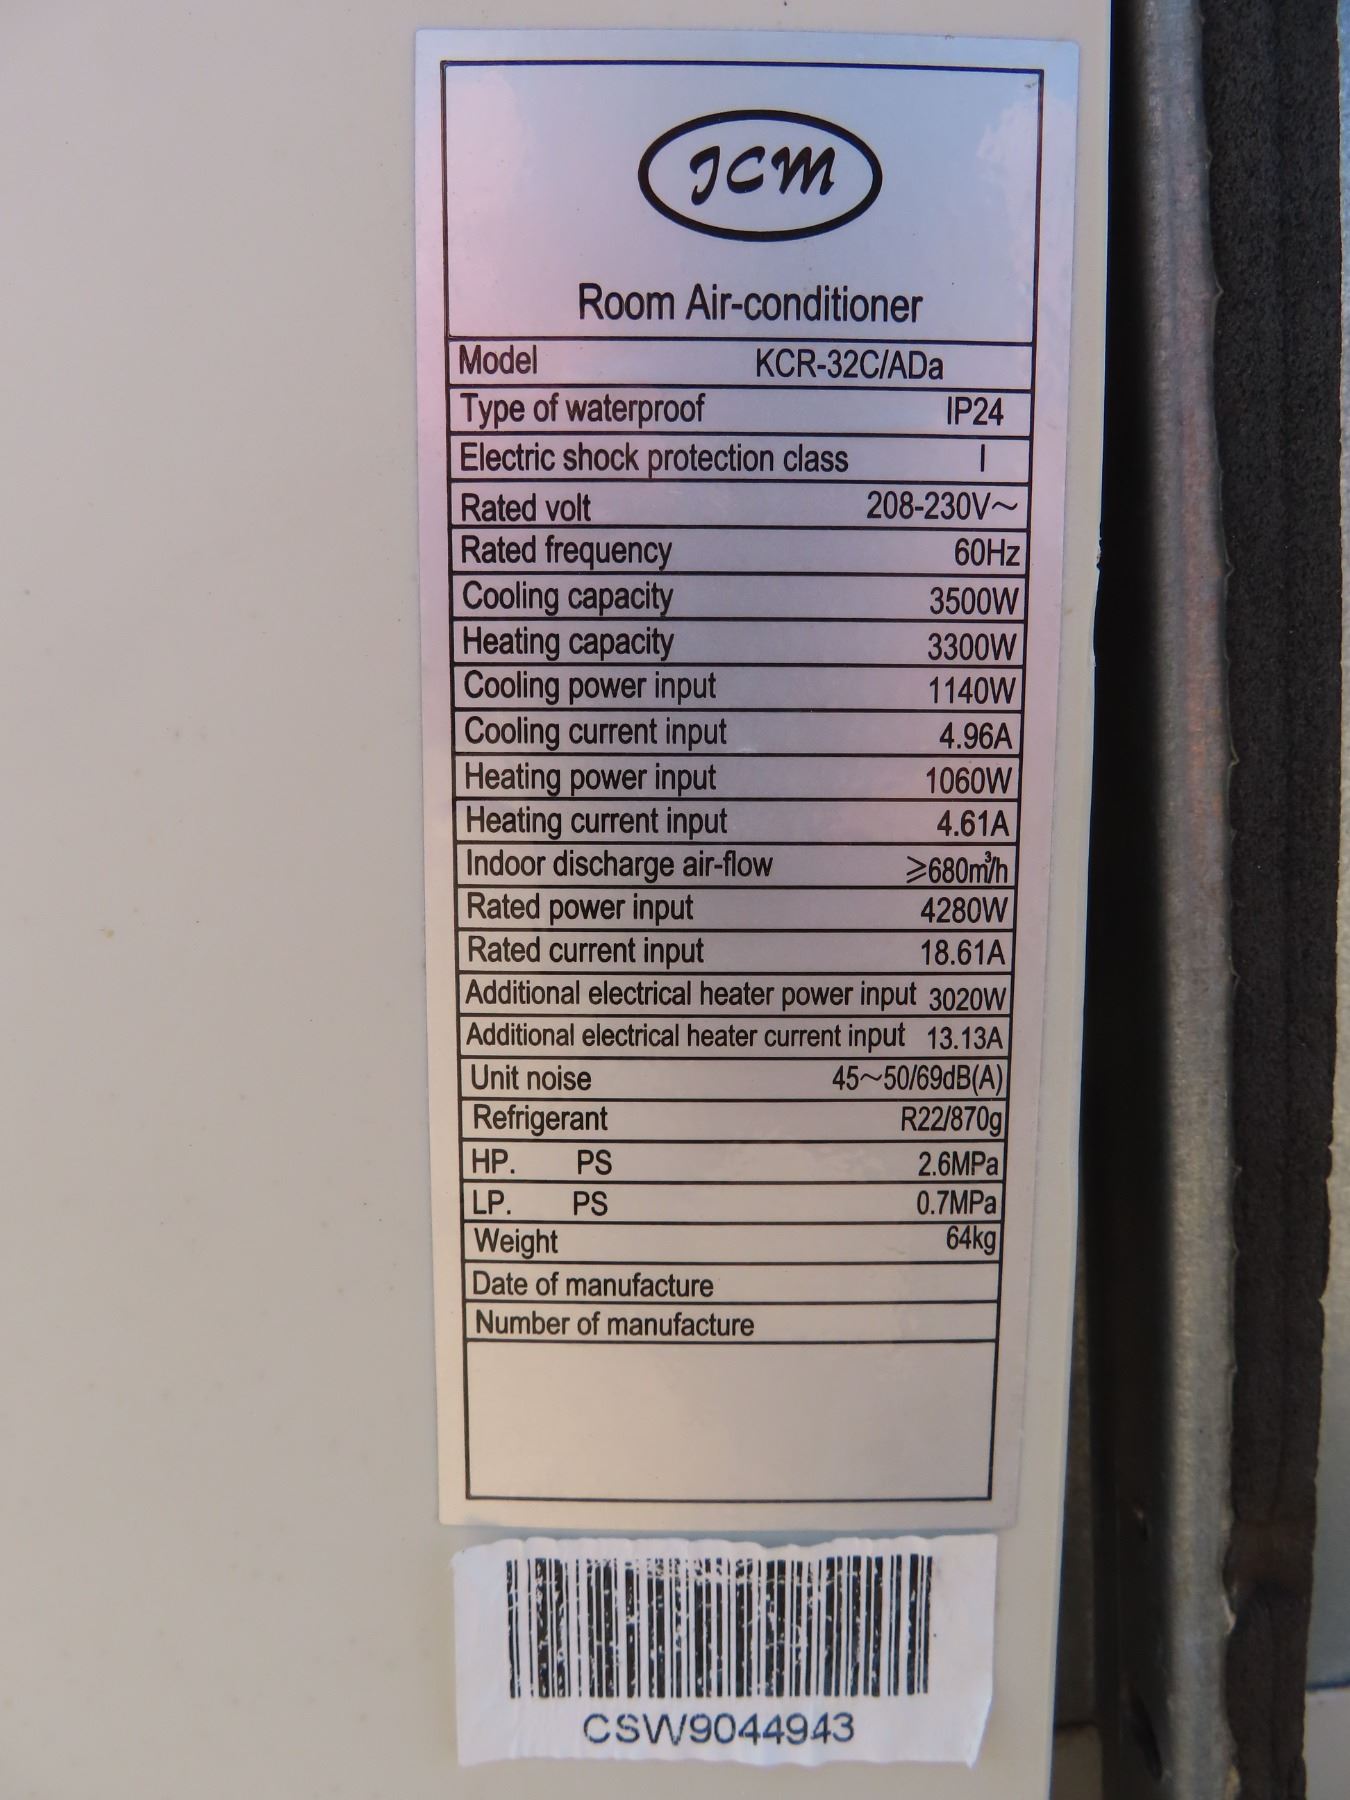 JCM
Room Air-conditioner
Model KCR-32C/ADa
Type of waterproof IP24
Electric shock protection class I
Rated volt 208-230V～
Rated frequency 60Hz
Cooling capacity 3500W
Heating capacity 3300W
Cooling power input 1140W
Cooling current input 4.96A
Heating power input 1060W
Heating current input 4.61A
Indoor discharge air-flow ⩾680m³/h
Rated power input 4280W
Rated current input 18.61A
Additional electrical heater power input 3020W
Additional electrical heater current input 13.13A
Unit noise 45～50/69dB(A)
Refrigerant R22/870g
HP. PS 2.6MPa
LP. PS 0.7MPa
Weight 64kg
Date of manufacture
Number of manufacture
CSW9044943